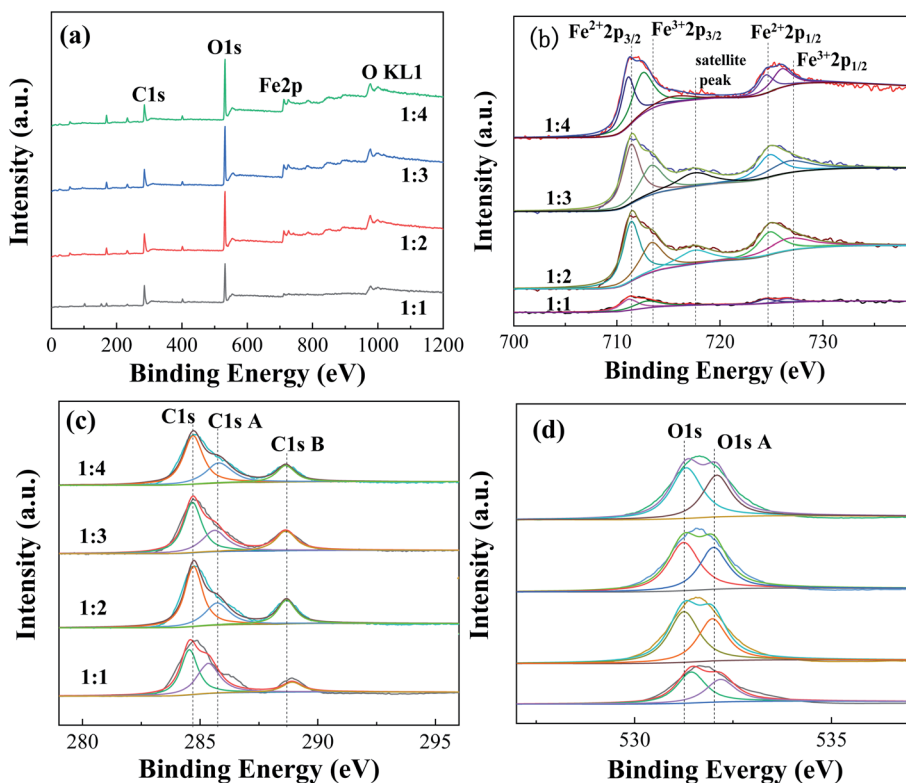 (a)
O1s
C1s
Fe2p
O KL1
1:4
1:3
1:2
1:1
0 200 400 600 800 1000 1200
Binding Energy (eV)
Intensity (a.u.)
(b)
Fe²⁺2p₃/₂ Fe³⁺2p₃/₂ Fe²⁺2p₁/₂
Fe³⁺2p₁/₂
satellite
peak
1:4
1:3
1:2
1:1
700 710 720 730
Binding Energy (eV)
Intensity (a.u.)
(c)
C1s C1s A
C1s B
1:4
1:3
1:2
1:1
280 285 290 295
Binding Energy (eV)
Intensity (a.u.)
(d)
O1s O1s A
530 535
Binding Evergy (eV)
Intensity (a.u.)